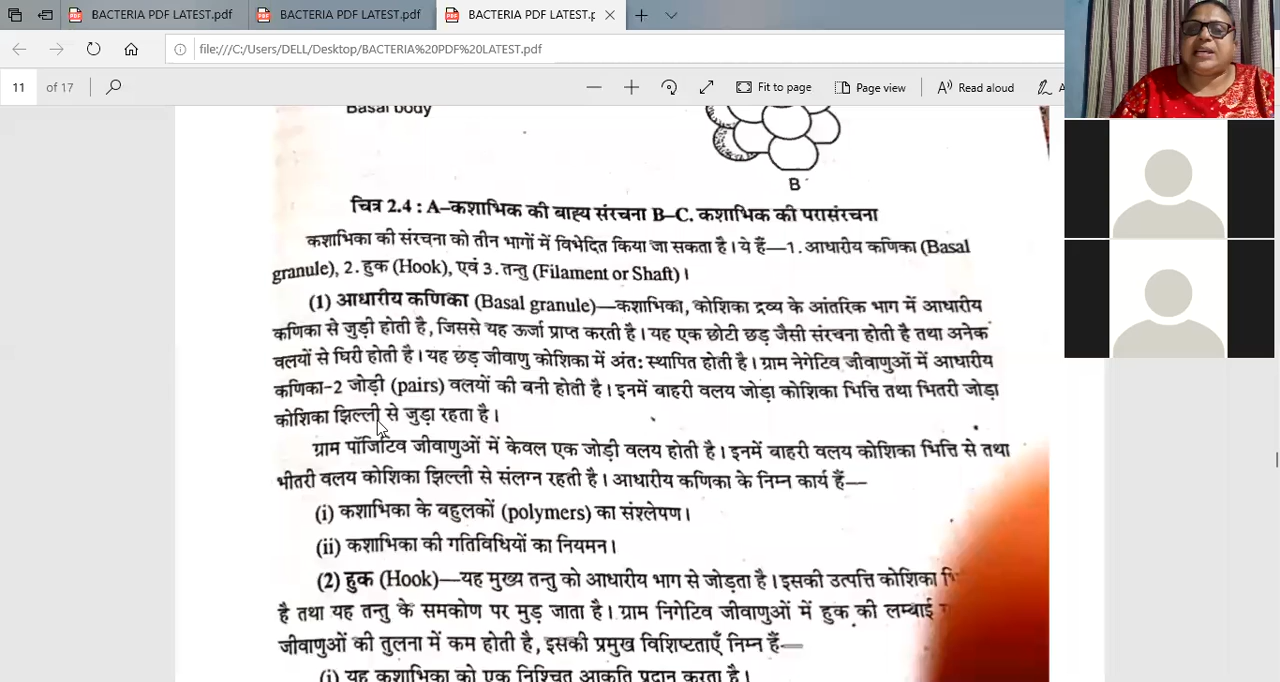 BACTERIA PDF LATEST.pdf
BACTERIA PDF LATEST.pdf
BACTERIA PDF LATEST.p
file:///C:/Users/DELL/Desktop/BACTERIA%20PDF%20LATEST.pdf
11 of 17 Fit to page Page view Read aloud
Basal body
B
चित्र 2.4 : A–कशाभिक की बाह्य संरचना B–C. कशाभिक की परासंरचना
कशाभिका की संरचना को तीन भागों में विभेदित किया जा सकता है। ये हैं—1. आधारीय कणिका (Basal
granule), 2. हुक (Hook), एवं 3. तन्तु (Filament or Shaft)।
(1) आधारीय कणिका (Basal granule)—कशाभिका, कोशिका द्रव्य के आंतरिक भाग में आधारीय
कणिका से जुड़ी होती है, जिससे यह ऊर्जा प्राप्त करती है। यह एक छोटी छड़ जैसी संरचना होती है तथा अनेक
वलयों से घिरी होती है। यह छड़ जीवाणु कोशिका में अंत: स्थापित होती है। ग्राम नेगेटिव जीवाणुओं में आधारीय
कणिका-2 जोड़ी (pairs) वलयों की बनी होती है। इनमें बाहरी वलय जोड़ा कोशिका भित्ति तथा भितरी जोड़ा
कोशिका झिल्ली से जुड़ा रहता है।
ग्राम पॉजिटिव जीवाणुओं में केवल एक जोड़ी वलय होती है। इनमें बाहरी वलय कोशिका भित्ति से तथा
भीतरी वलय कोशिका झिल्ली से संलग्न रहती है। आधारीय कणिका के निम्न कार्य हैं—
(i) कशाभिका के बहुलकों (polymers) का संश्लेषण।
(ii) कशाभिका की गतिविधियों का नियमन।
(2) हुक (Hook)—यह मुख्य तन्तु को आधारीय भाग से जोड़ता है। इसकी उत्पत्ति कोशिका
है तथा यह तन्तु के समकोण पर मुड़ जाता है। ग्राम निगेटिव जीवाणुओं में हुक की लम्बाई
जीवाणुओं की तुलना में कम होती है, इसकी प्रमुख विशिष्टताएँ निम्न हैं—
(i) यह कशाभिका को एक निश्चित आकृति प्रदान करता है।